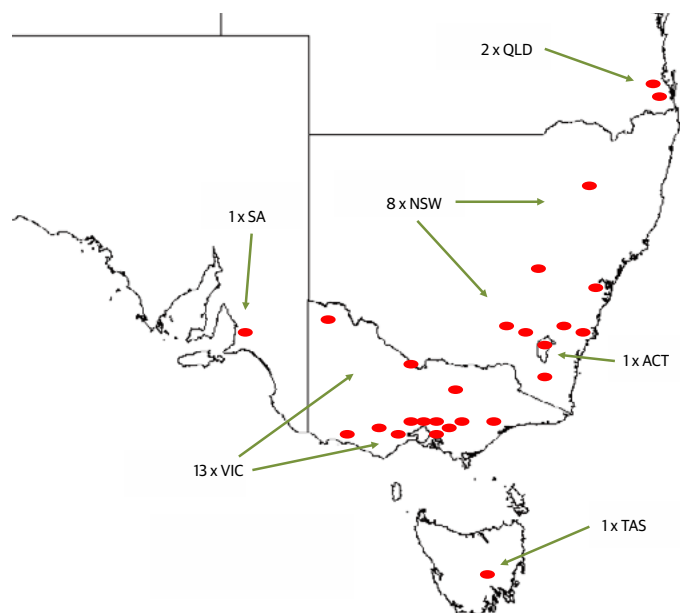 2 x QLD
8 x NSW
1 x SA
1 x ACT
13 x VIC
1 x TAS